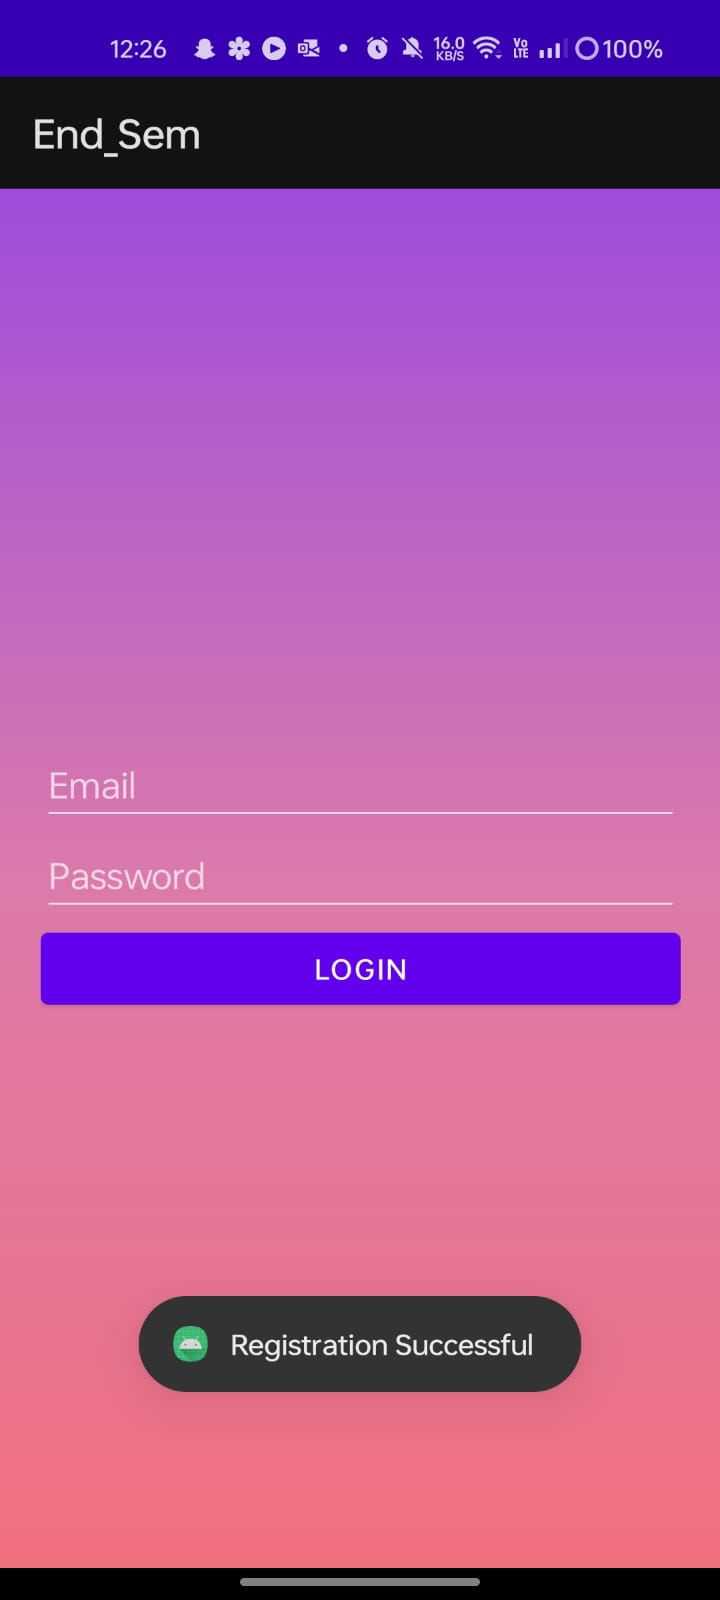 12:26 16.0 KB/S Vo LTE 100%
End_Sem
Email
Password
LOGIN
Registration Successful